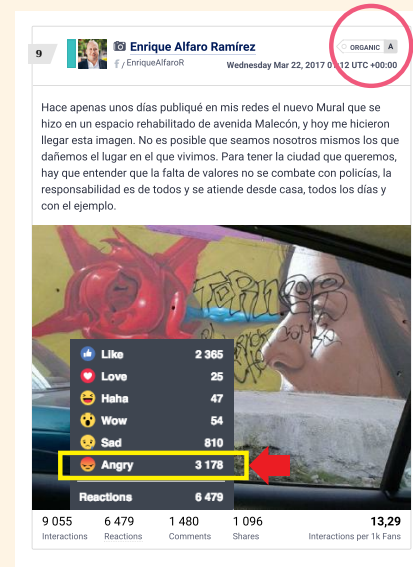 9
Enrique Alfaro Ramírez
ORGANIC A
/ EnriqueAlfaroR
Wednesday Mar 22, 2017 01:12 UTC +00:00
Hace apenas unos días publiqué en mis redes el nuevo Mural que se
hizo en un espacio rehabilitado de avenida Malecón, y hoy me hicieron
llegar esta imagen. No es posible que seamos nosotros mismos los que
dañemos el lugar en el que vivimos. Para tener la ciudad que queremos,
hay que entender que la falta de valores no se combate con policías, la
responsabilidad es de todos y se atiende desde casa, todos los días y
con el ejemplo.
Like 2 365
Love 25
Haha 47
Wow 54
Sad 810
Angry 3 178
Reactions 6 479
9 055 6 479 1 480 1 096 13,29
Interactions Reactions Comments Shares Interactions per 1k Fans